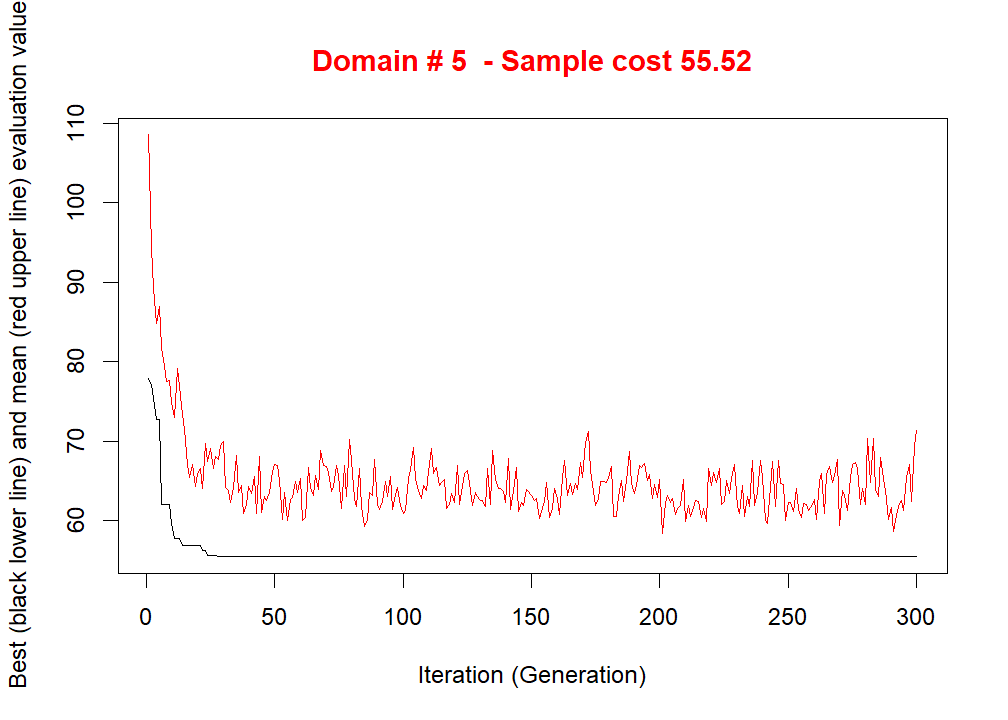 Domain # 5  - Sample cost 55.52
Best (black lower line) and mean (red upper line) evaluation value
110
100
90
80
70
60
0 50 100 150 200 250 300
Iteration (Generation)